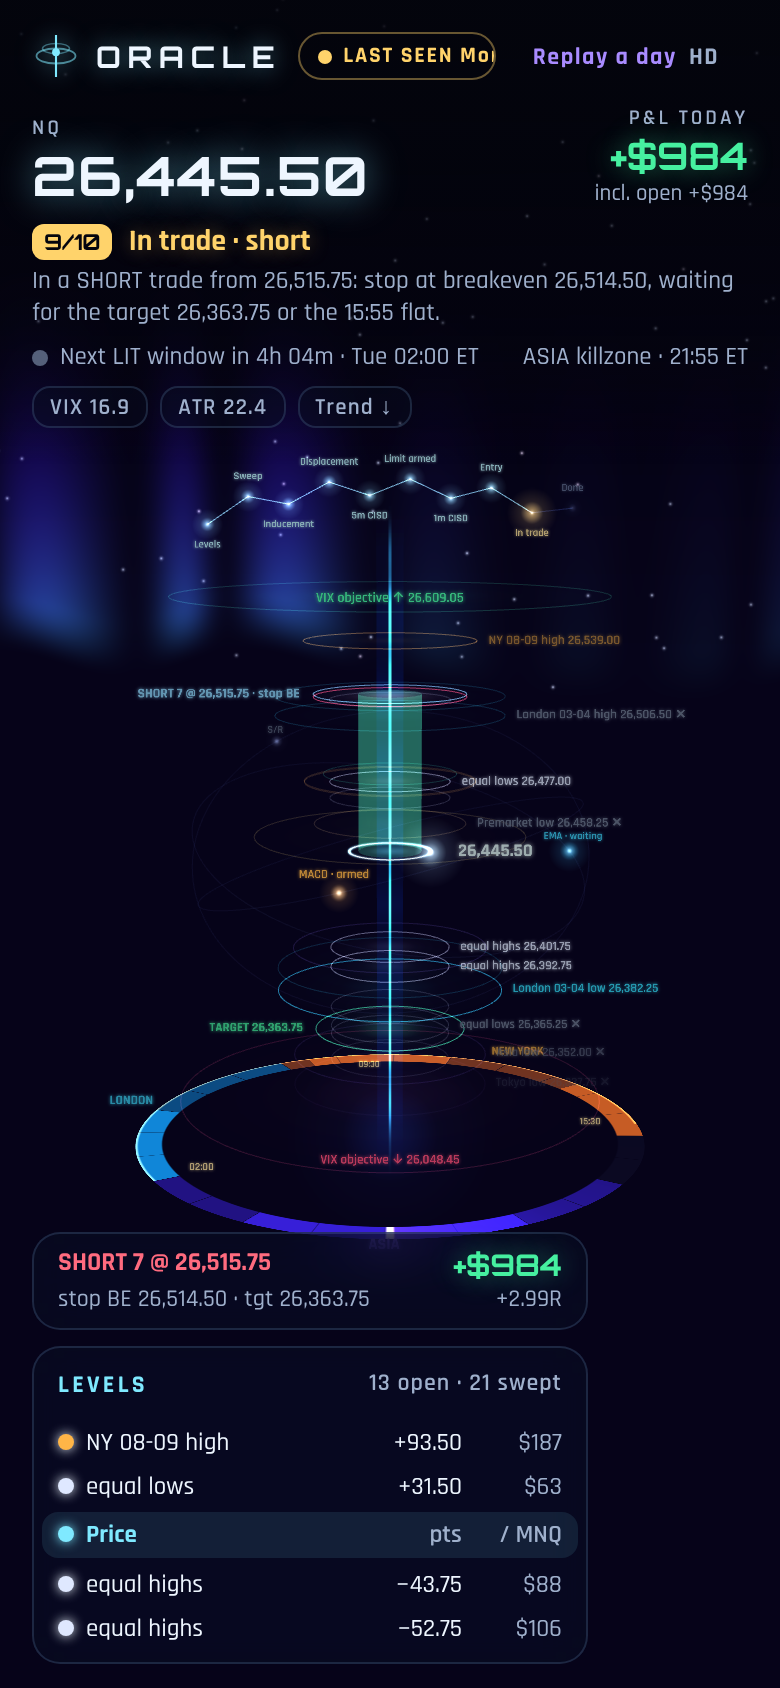 ORACLE
LAST SEEN Mon
Replay a day HD
NQ
P&L TODAY
26,445.50
+$984
incl. open +$984
9/10 In trade · short
In a SHORT trade from 26,515.75: stop at breakeven 26,514.50, waiting
for the target 26,363.75 or the 15:55 flat.
Next LIT window in 4h 04m · Tue 02:00 ET
ASIA killzone · 21:55 ET
VIX 16.9
ATR 22.4
Trend ↓
Levels
Sweep
Inducement
Displacement
5m CISD
Limit armed
1m CISD
Entry
In trade
Done
VIX objective ↑ 26,609.05
NY 08-09 high 26,539.00
SHORT 7 @ 26,515.75 · stop BE
London 03-04 high 26,506.50 ✕
S/R
equal lows 26,477.00
Premarket low 26,458.25 ✕
EMA · waiting
26,445.50
MACD · armed
equal highs 26,401.75
equal highs 26,392.75
London 03-04 low 26,382.25
TARGET 26,363.75
equal lows 26,365.25 ✕
NEW YORK
26,352.00 ✕
09:30
Tokyo
LONDON
15:30
02:00
VIX objective ↓ 26,048.45
ASIA
SHORT 7 @ 26,515.75
+$984
stop BE 26,514.50 · tgt 26,363.75
+2.99R
LEVELS
13 open · 21 swept
NY 08-09 high +93.50 $187
equal lows +31.50 $63
Price pts / MNQ
equal highs −43.75 $88
equal highs −52.75 $106